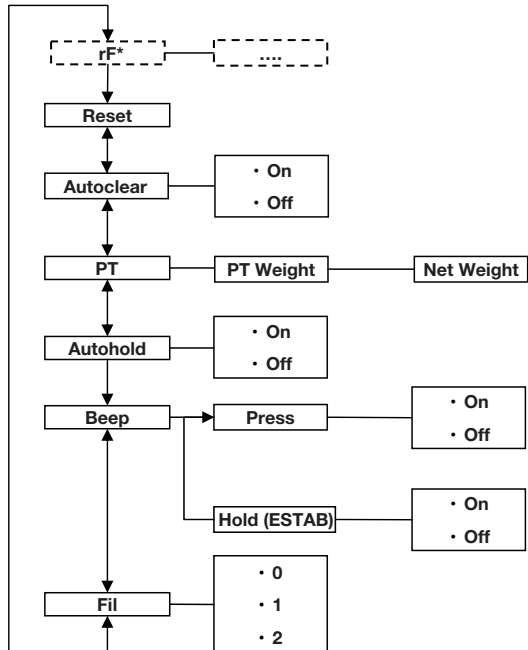 rF*
....
Reset
Autoclear
· On
· Off
PT
PT Weight
Net Weight
Autohold
· On
· Off
Beep
Press
· On
· Off
Hold (ESTAB)
· On
· Off
Fil
· 0
· 1
· 2